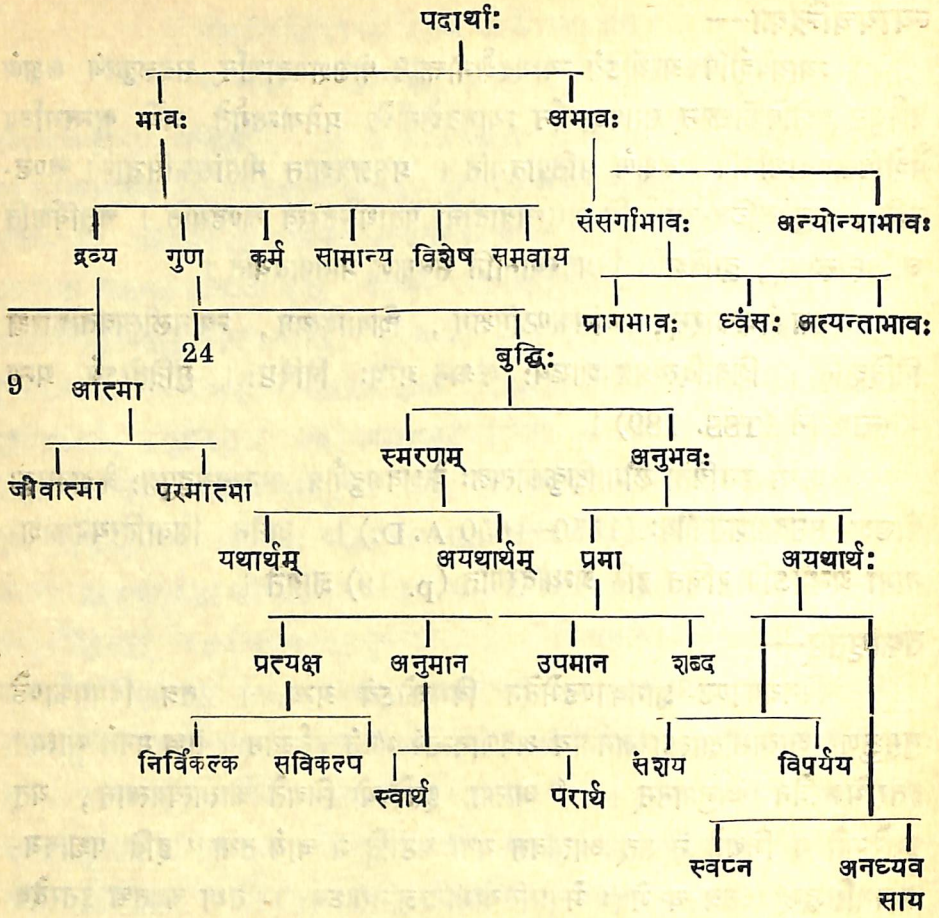 पदार्थाः
भावः अभावः
संसर्गाभावः अन्योन्याभावः
द्रव्य गुण कर्म सामान्य विशेष समवाय
प्रागभावः ध्वंसः अत्यन्ताभावः
24 बुद्धिः
9 आत्मा
स्मरणम् अनुभवः
जीवात्मा परमात्मा
यथार्थम् अयथार्थम् प्रमा अयथार्थः
प्रत्यक्ष अनुमान उपमान शब्द
निर्विकल्क सविकल्प संशय विपर्यय
स्वार्थ परार्थ
स्वप्न अनध्यव
साय